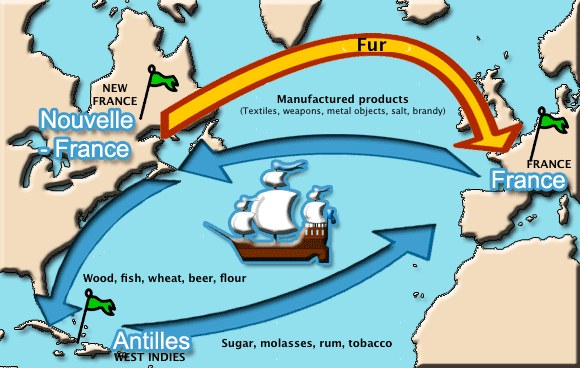 Fur
NEW
FRANCE
Nouvelle
- France
Manufactured products
(Textiles, weapons, metal objects, salt, brandy)
FRANCE
France
Wood, fish, wheat, beer, flour
Antilles
WEST INDIES
Sugar, molasses, rum, tobacco